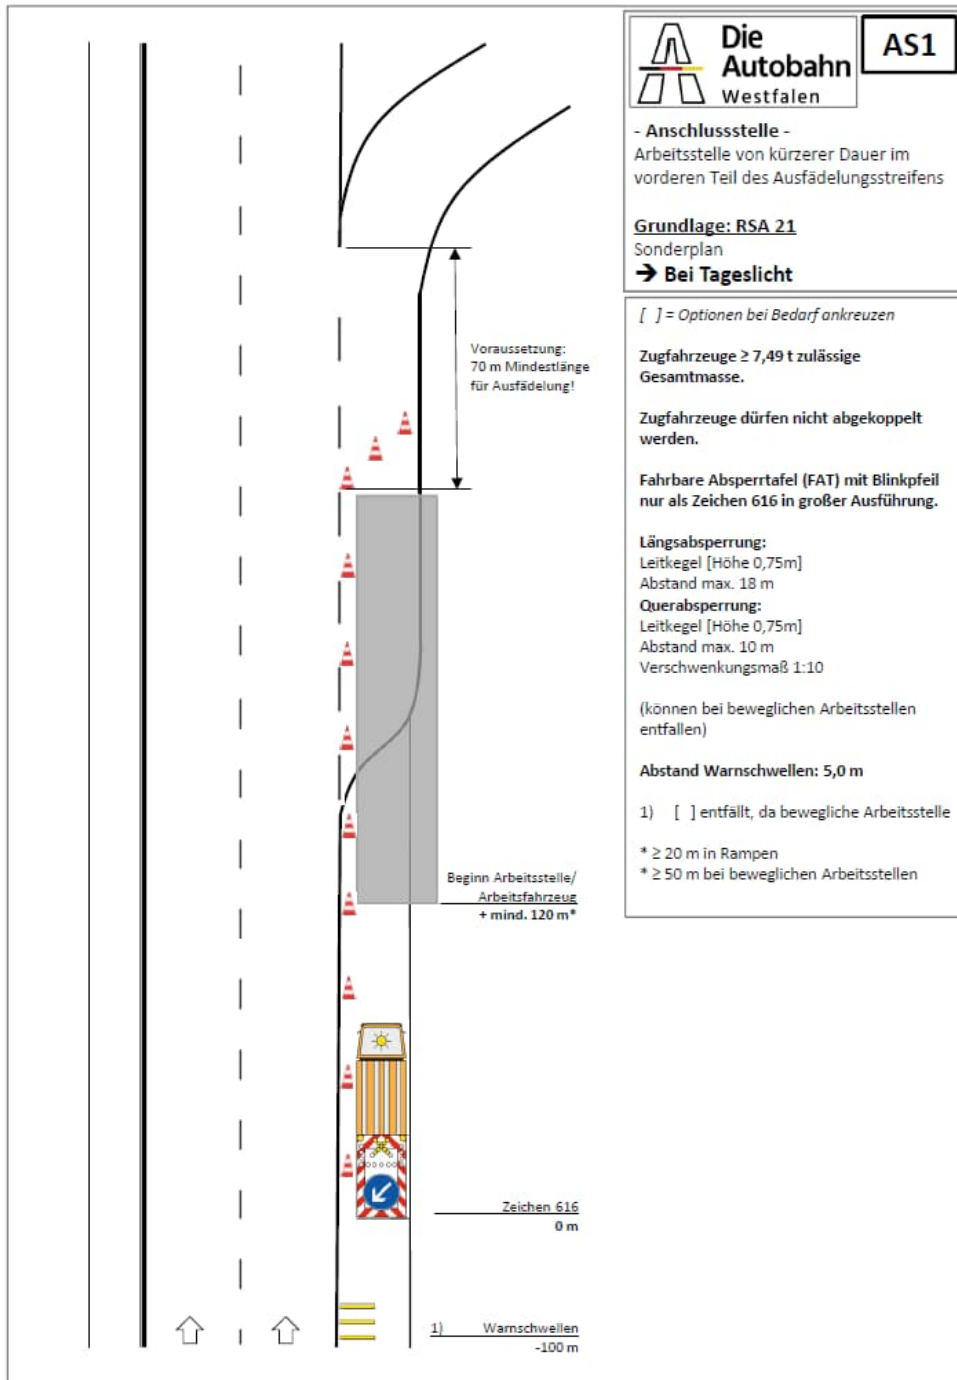 Die
Autobahn
Westfalen
AS1
- Anschlussstelle -
Arbeitsstelle von kürzerer Dauer im
vorderen Teil des Ausfädelungsstreifens
Grundlage: RSA 21
Sonderplan
➔ Bei Tageslicht
[ ] = Optionen bei Bedarf ankreuzen
Zugfahrzeuge ≥ 7,49 t zulässige
Gesamtmasse.
Zugfahrzeuge dürfen nicht abgekoppelt
werden.
Fahrbare Absperrtafel (FAT) mit Blinkpfeil
nur als Zeichen 616 in großer Ausführung.
Längsabsperrung:
Leitkegel [Höhe 0,75m]
Abstand max. 18 m
Querabsperrung:
Leitkegel [Höhe 0,75m]
Abstand max. 10 m
Verschwenkungsmaß 1:10
(können bei beweglichen Arbeitsstellen
entfallen)
Abstand Warnschwellen: 5,0 m
1) [ ] entfällt, da bewegliche Arbeitsstelle
* ≥ 20 m in Rampen
* ≥ 50 m bei beweglichen Arbeitsstellen
Voraussetzung:
70 m Mindestlänge
für Ausfädelung!
Beginn Arbeitsstelle/
Arbeitsfahrzeug
+ mind. 120 m*
Zeichen 616
0 m
1) Warnschwellen
-100 m